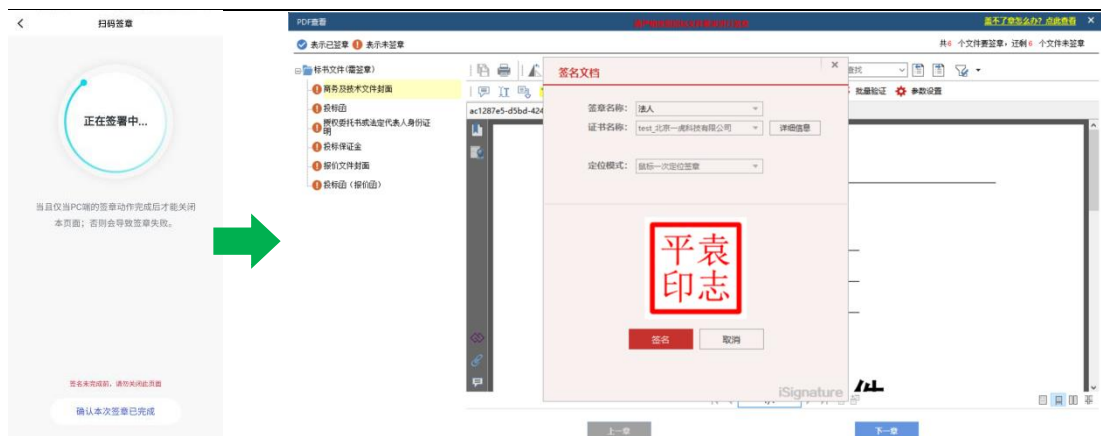 扫码签章
正在签署中...
当且仅当PC端的签章动作完成后才能关闭
本页面；否则会导致签章失败。
签名未完成前，请勿关闭此页面
确认本次签章已完成
PDF查看
盖不了章怎么办? 点此查看
表示已签章 表示未签章
共6 个文件要签章，还剩6 个文件未签章
标书文件(需签章)
商务及技术文件封面
投标函
授权委托书或法定代表人身份证
明
投标保证金
报价文件封面
投标函 (报价函)
批量验证 参数设置
ac1287e5-d5bd-424
签名文档
签章名称： 法人
证书名称： test_北京一虎科技有限公司 详细信息
定位模式： 鼠标一次定位签章
平袁
印志
签名 取消
iSignature
件
上一章 下一章